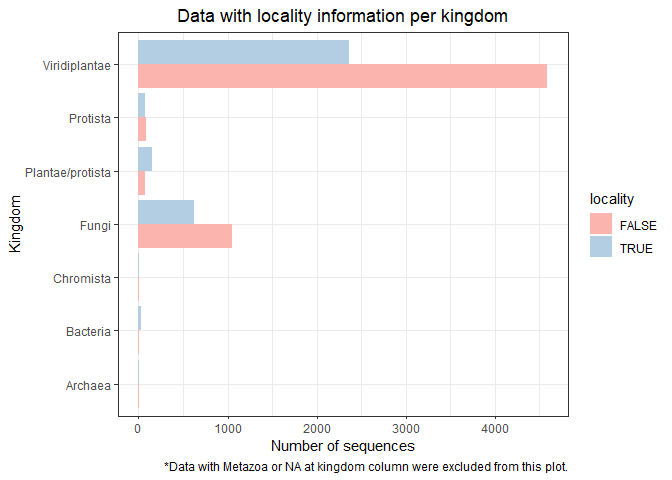 Data with locality information per kingdom
Viridiplantae
Protista
Plantae/protista
Fungi
Chromista
Bacteria
Archaea
Kingdom
0 1000 2000 3000 4000
Number of sequences
*Data with Metazoa or NA at kingdom column were excluded from this plot.
locality
FALSE
TRUE